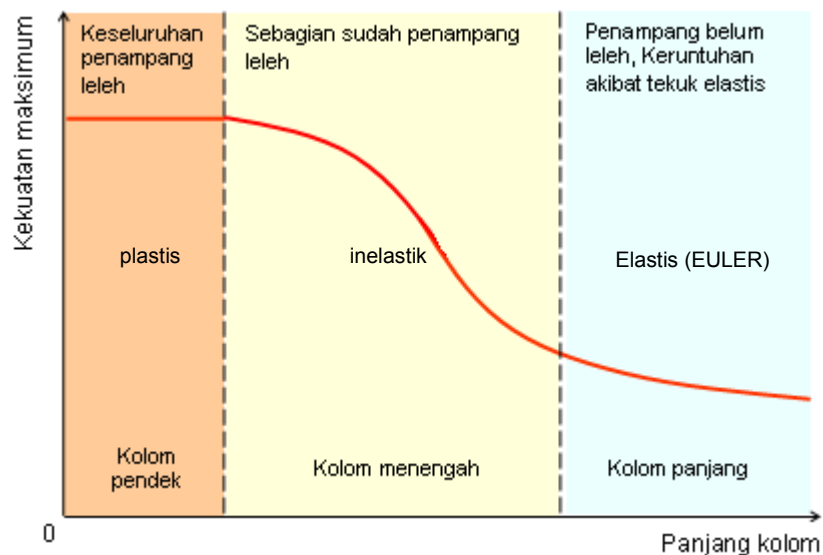 Kekuatan maksimum
Keseluruhan
penampang
leleh
Sebagian sudah penampang
leleh
Penampang belum
leleh, Keruntuhan
akibat tekuk elastis
plastis
inelastik
Elastis (EULER)
Kolom
pendek
Kolom menengah
Kolom panjang
0
Panjang kolom